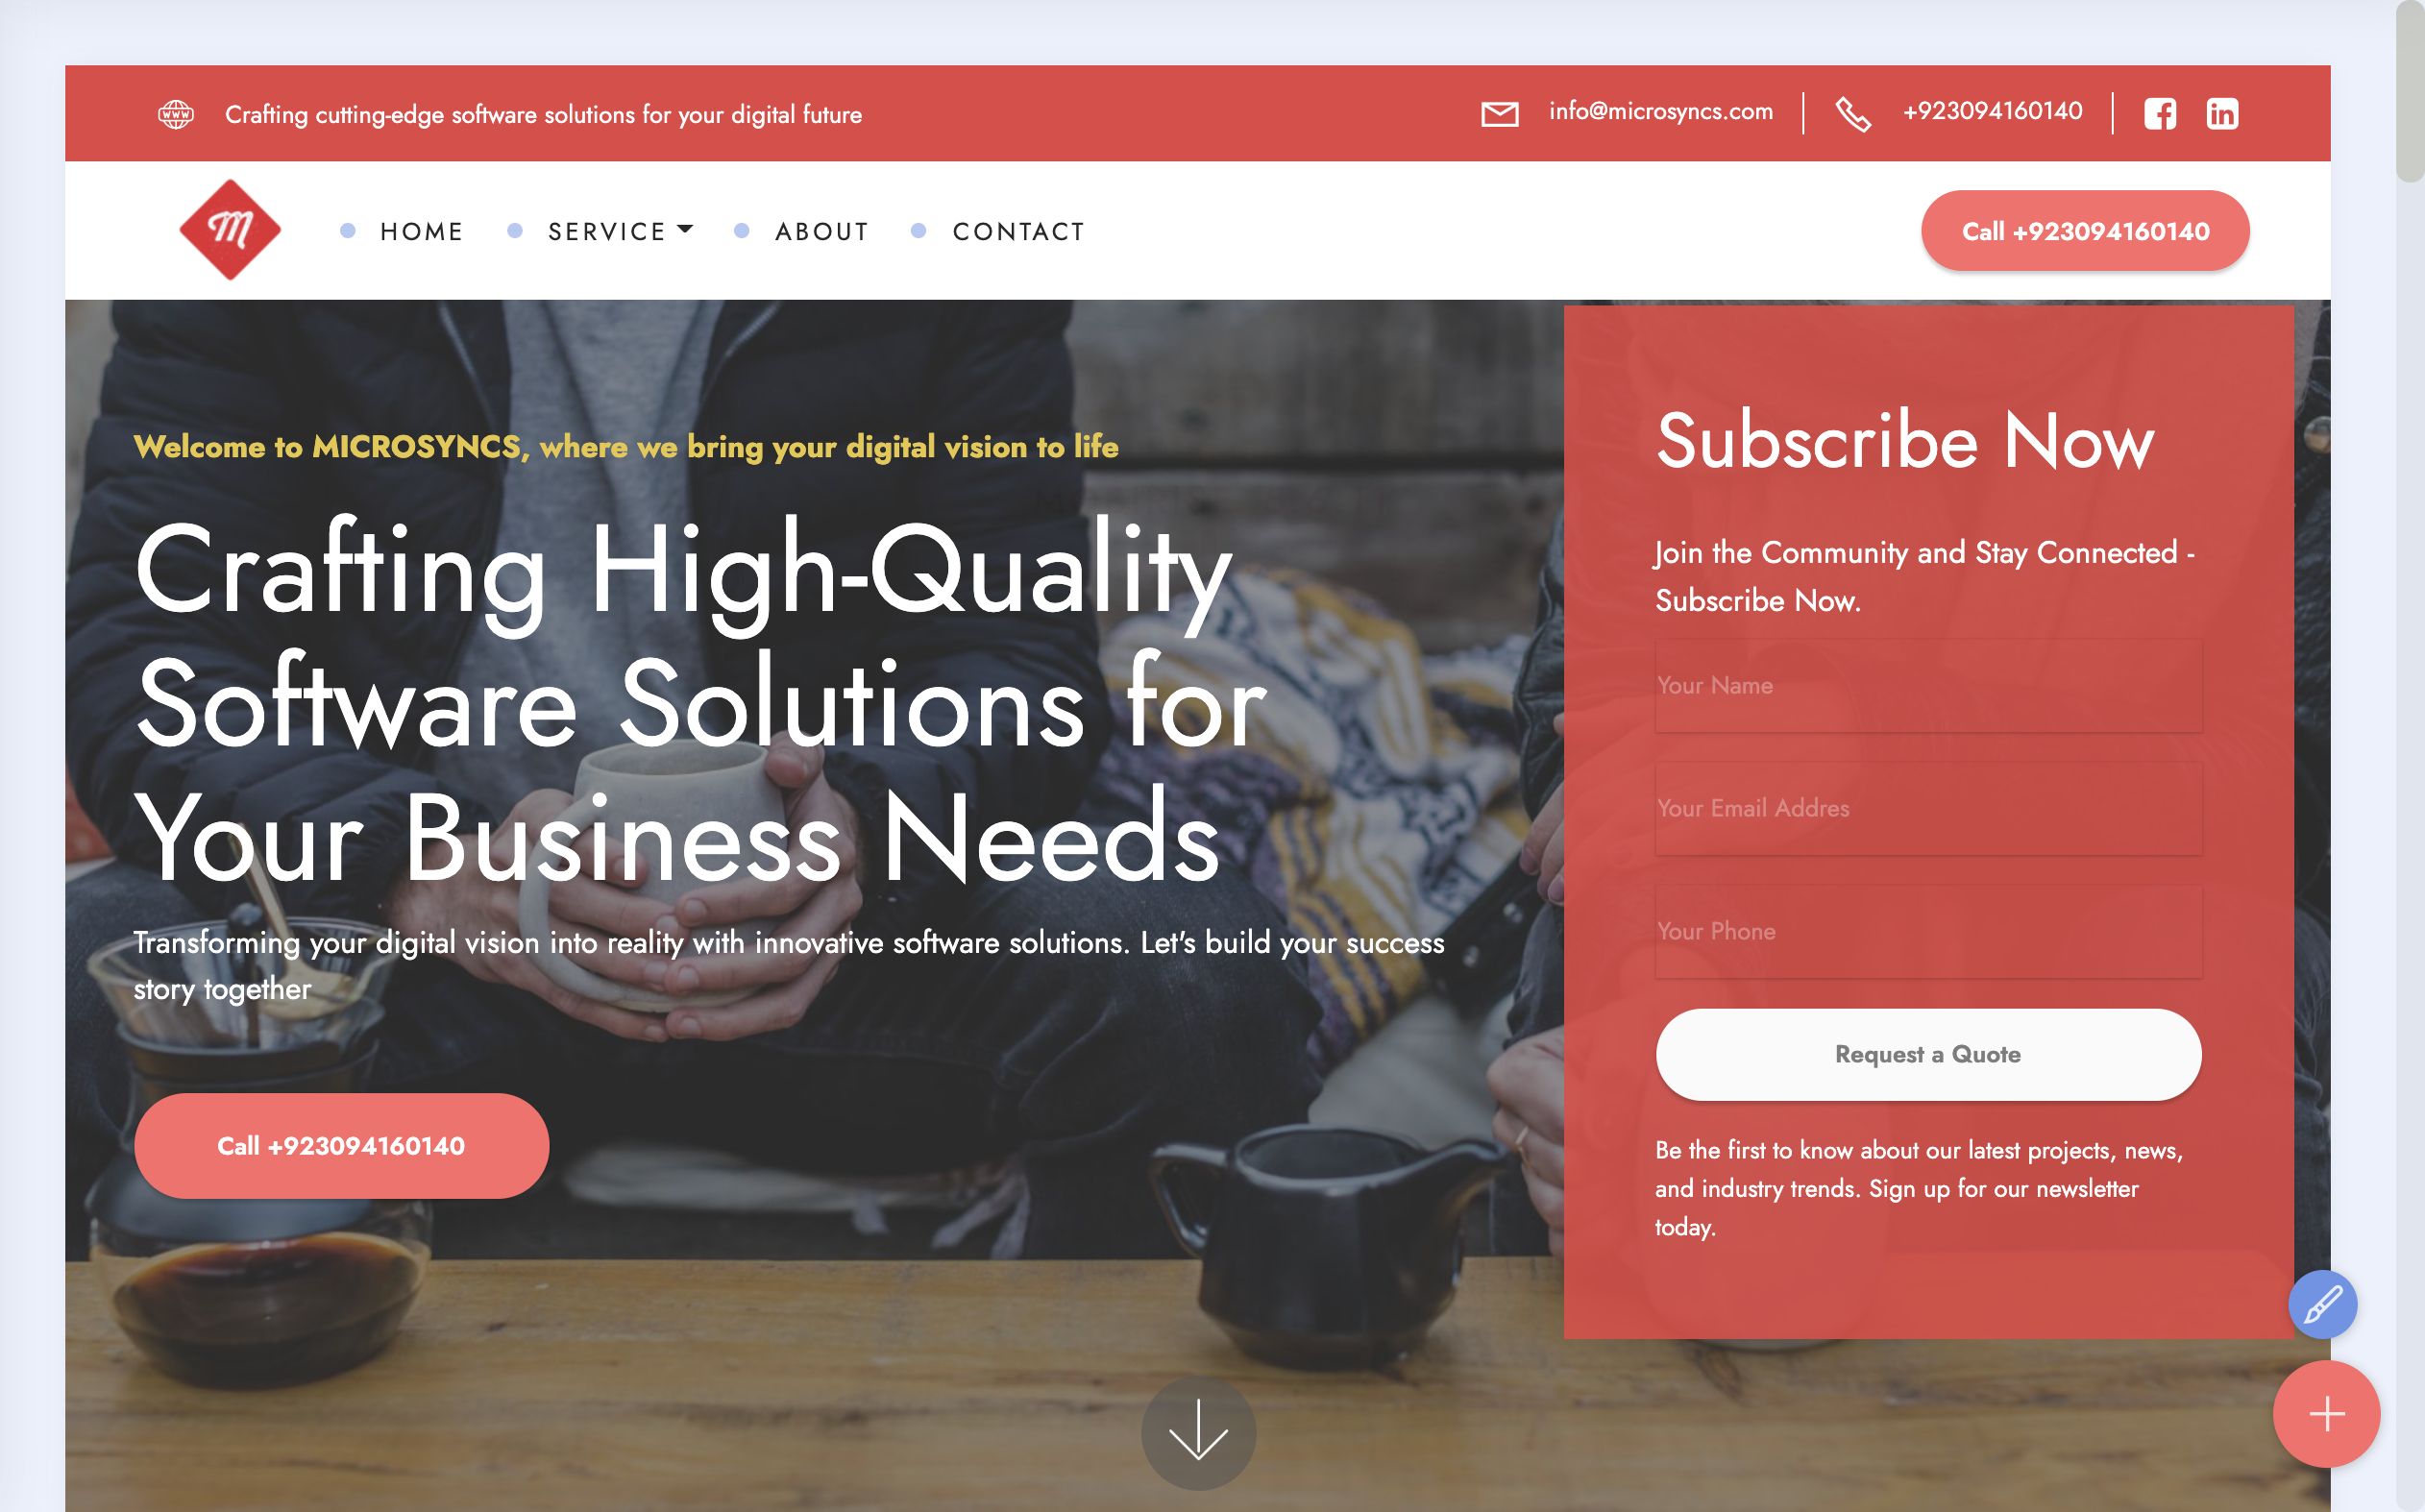 Crafting cutting-edge software solutions for your digital future
info@microsyncs.com
+923094160140
M
HOME
SERVICE
ABOUT
CONTACT
Call +923094160140
Welcome to MICROSYNCS, where we bring your digital vision to life
Crafting High-Quality
Software Solutions for
Your Business Needs
Transforming your digital vision into reality with innovative software solutions. Let's build your success
story together
Call +923094160140
Subscribe Now
Join the Community and Stay Connected -
Subscribe Now.
Your Name
Your Email Addres
Your Phone
Request a Quote
Be the first to know about our latest projects, news,
and industry trends. Sign up for our newsletter
today.